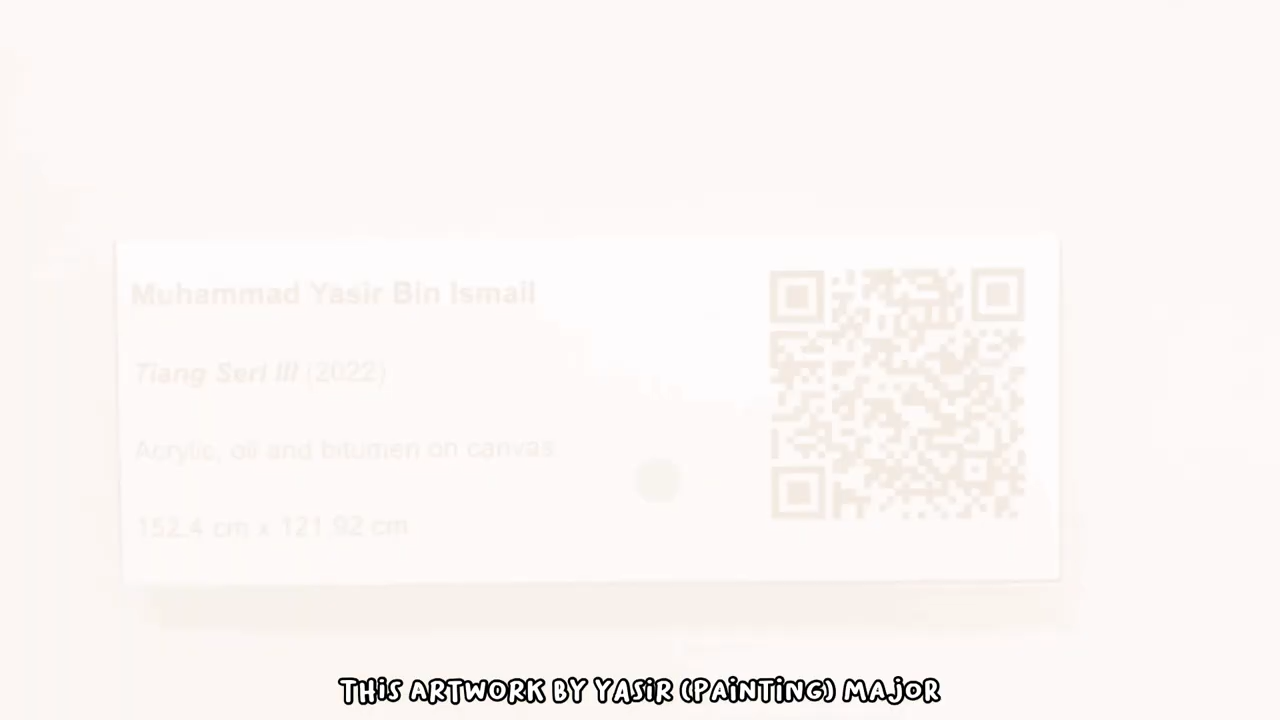 Muhammad Yasir Bin Ismail
Tiang Seri III (2022)
Acrylic, oil and bitumen on canvas
152.4 cm x 121.92 cm
THIS ARTWORK BY YASIR (PAINTING) MAJOR